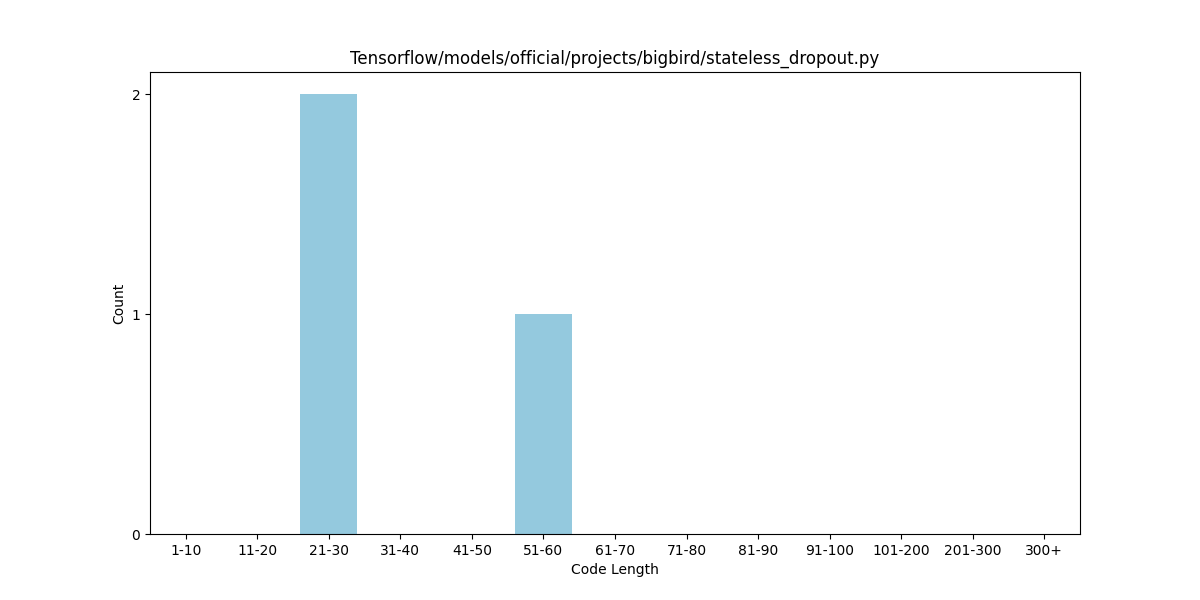 Tensorflow/models/official/projects/bigbird/stateless_dropout.py
2
1
0
Count
1-10 11-20 21-30 31-40 41-50 51-60 61-70 71-80 81-90 91-100 101-200 201-300 300+
Code Length